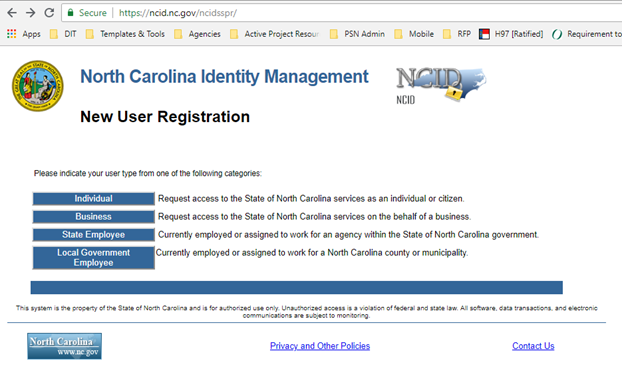 Secure | https://ncid.nc.gov/ncidsspr/
Apps DIT Templates & Tools Agencies Active Project Resour PSN Admin Mobile RFP H97 [Ratified] Requirement to
North Carolina Identity Management
NCID
NCID
New User Registration
Please indicate your user type from one of the following categories:
Individual Request access to the State of North Carolina services as an individual or citizen.
Business Request access to the State of North Carolina services on the behalf of a business.
State Employee Currently employed or assigned to work for an agency within the State of North Carolina government.
Local Government Currently employed or assigned to work for a North Carolina county or municipality.
Employee
This system is the property of the State of North Carolina and is for authorized use only. Unauthorized access is a violation of federal and state law. All software, data transactions, and electronic
communications are subject to monitoring.
North Carolina
www.nc.gov
Privacy and Other Policies
Contact Us